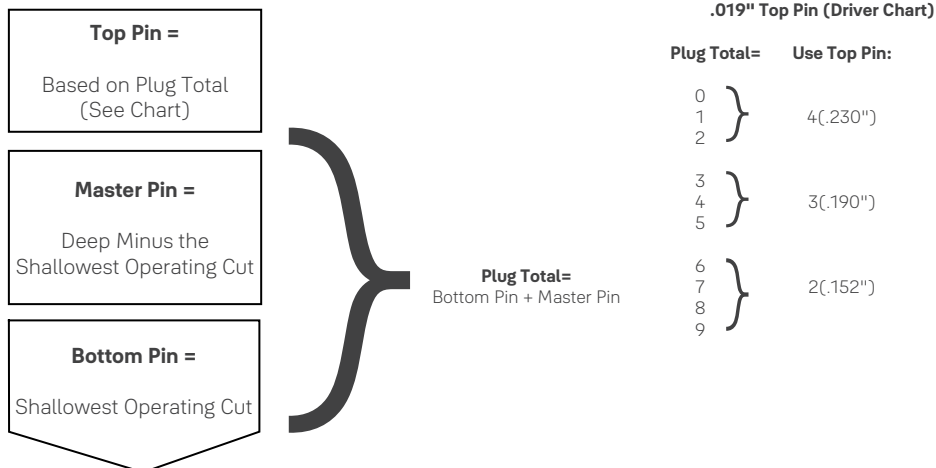 Top Pin =
Based on Plug Total
(See Chart)
Master Pin =
Deep Minus the
Shallowest Operating Cut
Bottom Pin =
Shallowest Operating Cut
Plug Total=
Bottom Pin + Master Pin
.019" Top Pin (Driver Chart)
Plug Total= Use Top Pin:
0
1 4(.230")
2
3
4 3(.190")
5
6
7 2(.152")
8
9